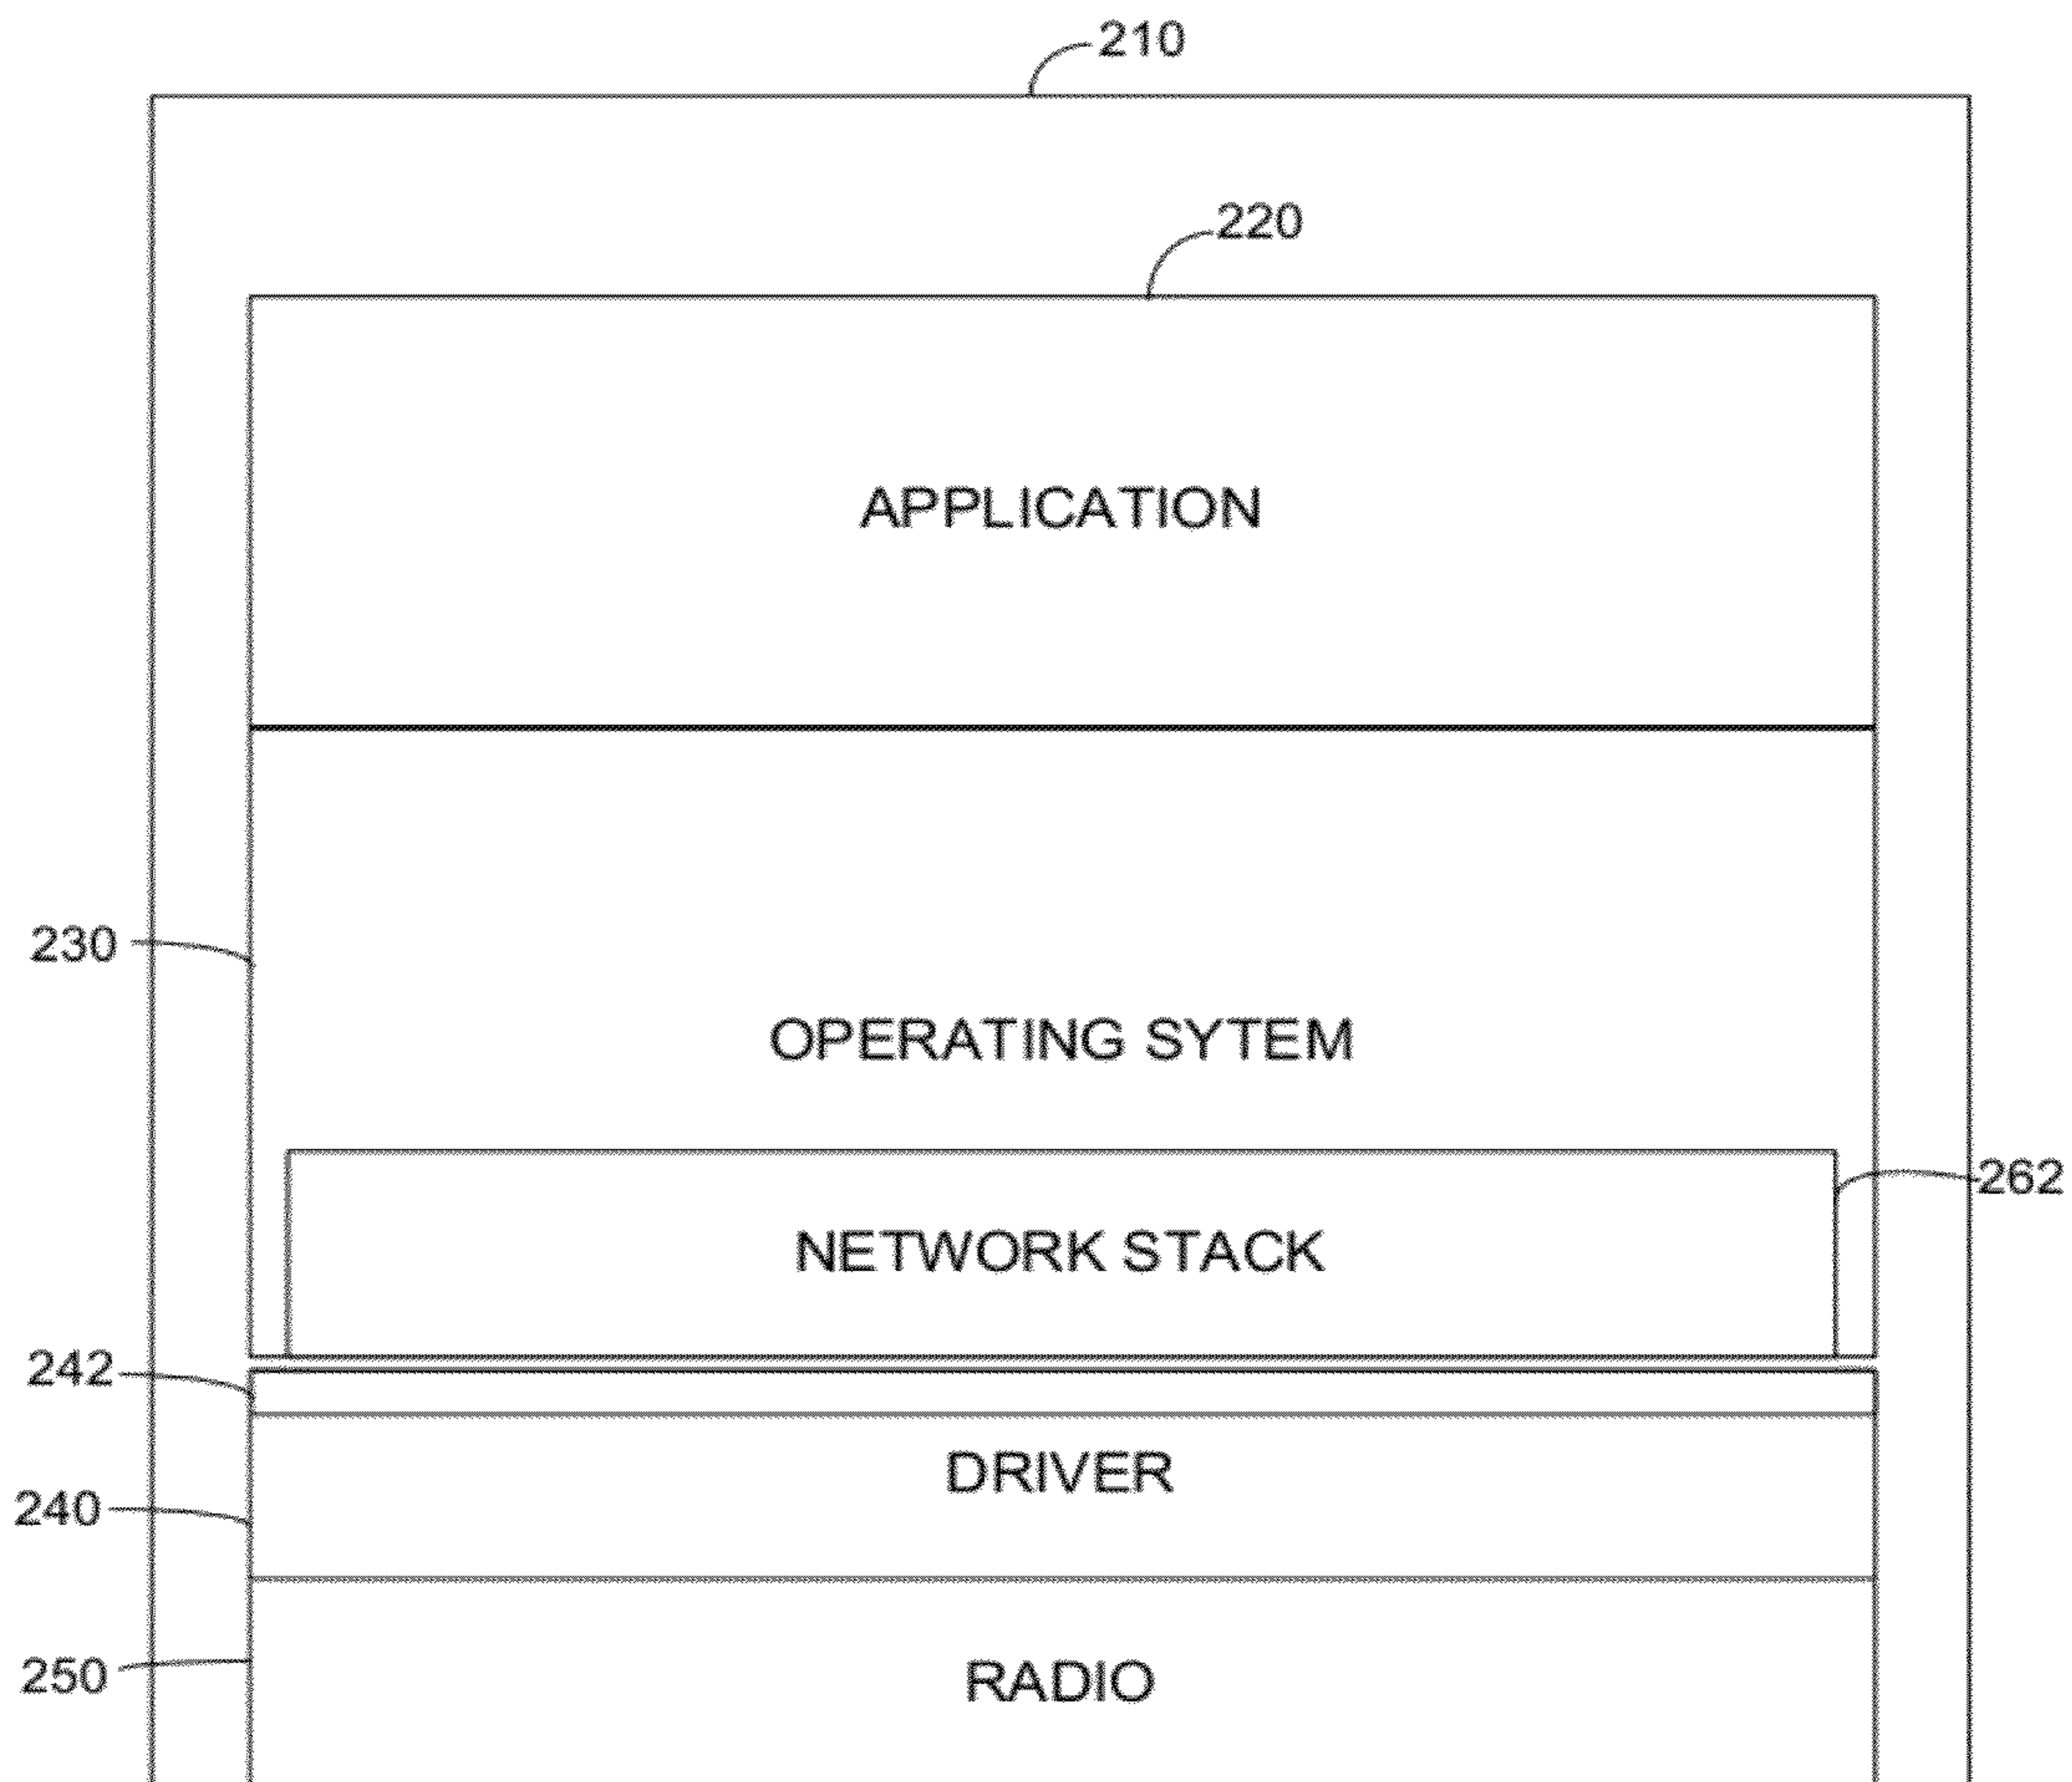 210
220
APPLICATION
230
OPERATING SYTEM
262
NETWORK STACK
242
DRIVER
240
250
RADIO